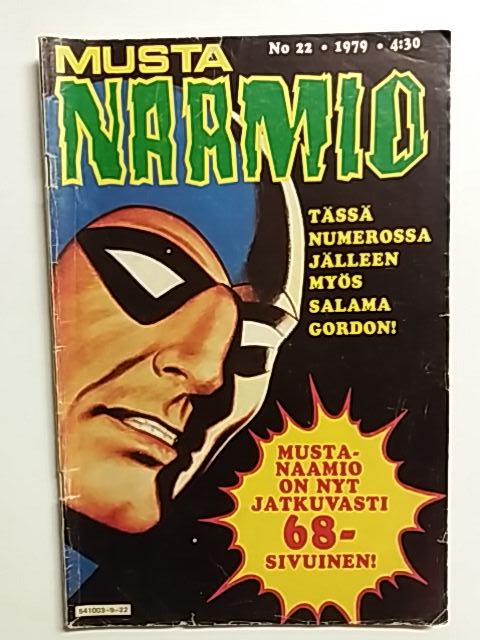 No 22 • 1979 • 4:30
MUSTA
NAAMIO
TÄSSÄ
NUMEROSSA
JÄLLEEN
MYÖS
SALAMA
GORDON!
MUSTA-
NAAMIO
ON NYT
JATKUVASTI
68-
SIVUINEN!
641003-9-22